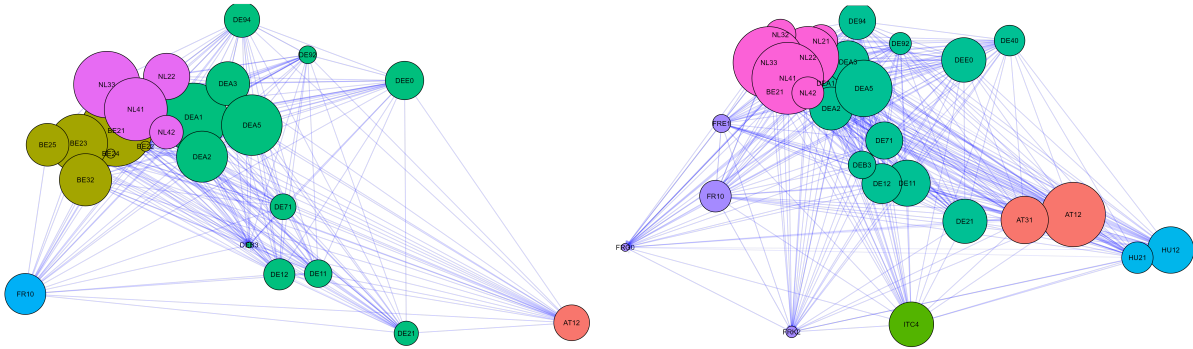 DE94
DE92
DEE0
NL22
DEA3
NL33
NL41
DEA1
DEA5
BE21
NL42
BE25
BE23
BE24
BE22
DEA2
BE32
DE71
DEB3
DE12
DE11
FR10
AT12
DE21
DE94
NL32
NL21
DE92
DE40
NL33
NL22
DEA3
DEE0
NL41
DEA1
DEA5
BE21
NL42
DEA2
FRE1
DE71
DEB3
DE12
DE11
FR10
DE21
AT31
AT12
HU12
HU21
FRK2
ITC4